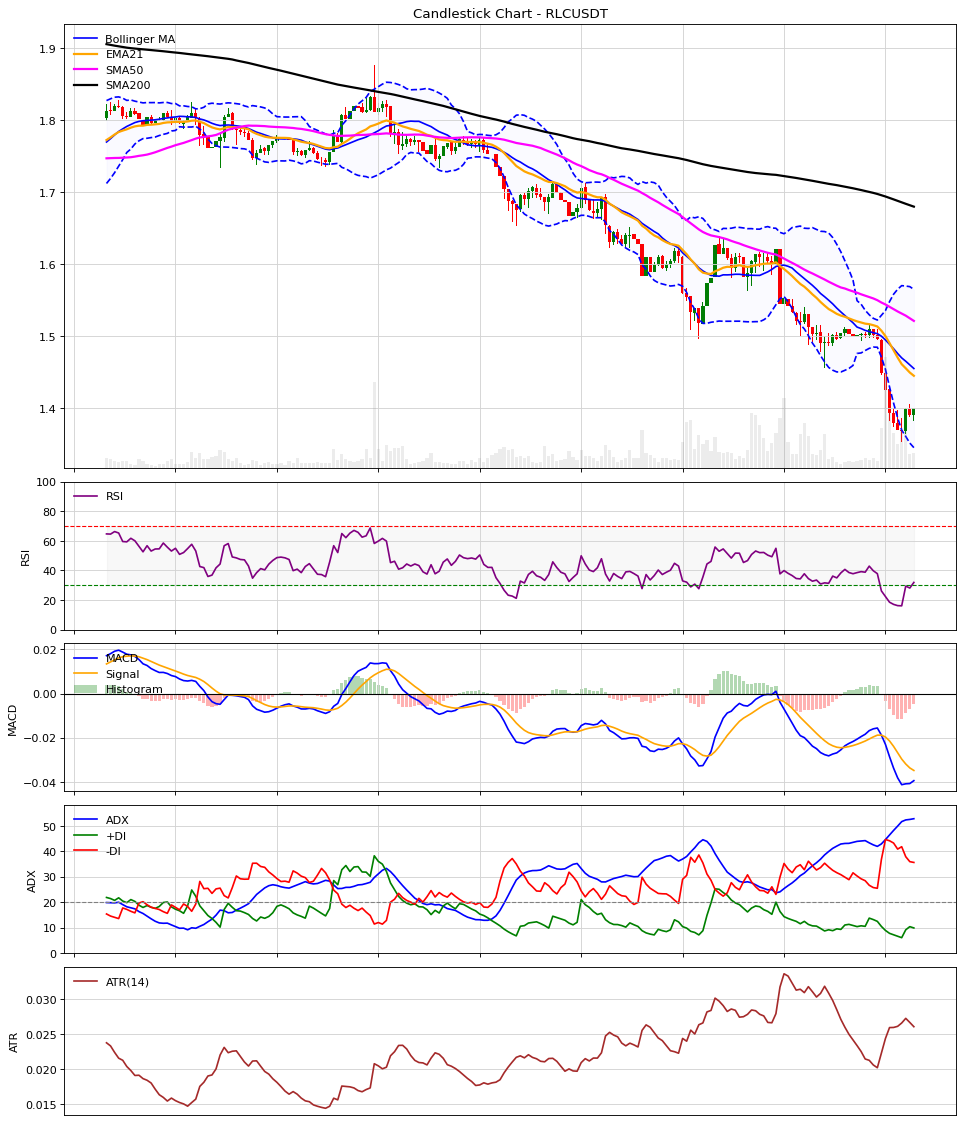 Candlestick Chart - RLCUSDT
Bollinger MA
EMA21
SMA50
SMA200
1.9
1.8
1.7
1.6
1.5
1.4
RSI
RSI
100
80
60
40
20
0
MACD
Signal
Histogram
MACD
0.02
0.00
−0.02
−0.04
ADX
+DI
-DI
ADX
50
40
30
20
10
0
ATR(14)
ATR
0.030
0.025
0.020
0.015